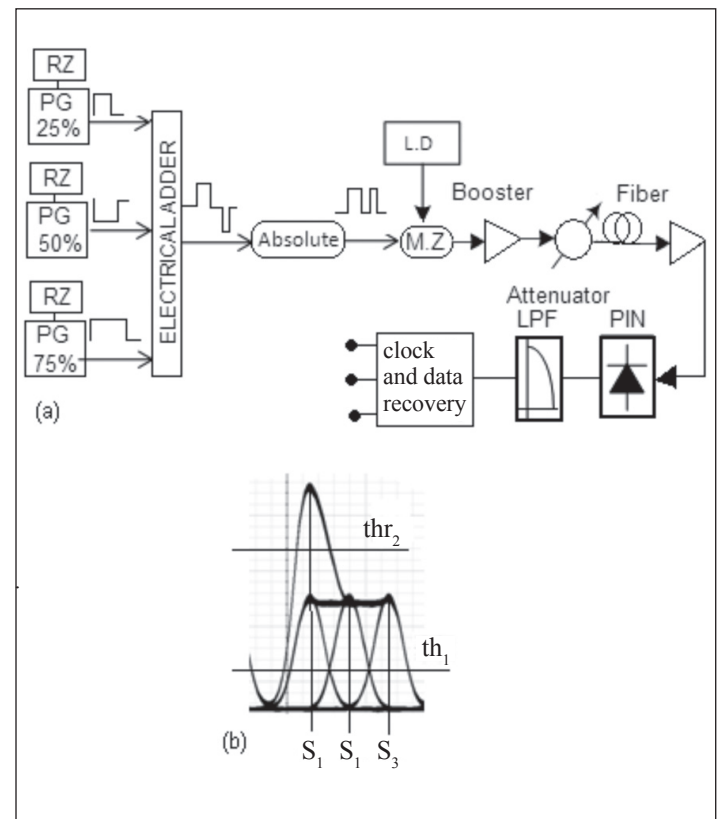 RZ
PG
25%
RZ
PG
50%
RZ
PG
75%
ELECTRICALADDER
Absolute
L.D
M.Z
Booster
Fiber
Attenuator
LPF
PIN
clock
and data
recovery
(a)
thr₂
th₁
(b)
S₁ S₁ S₃